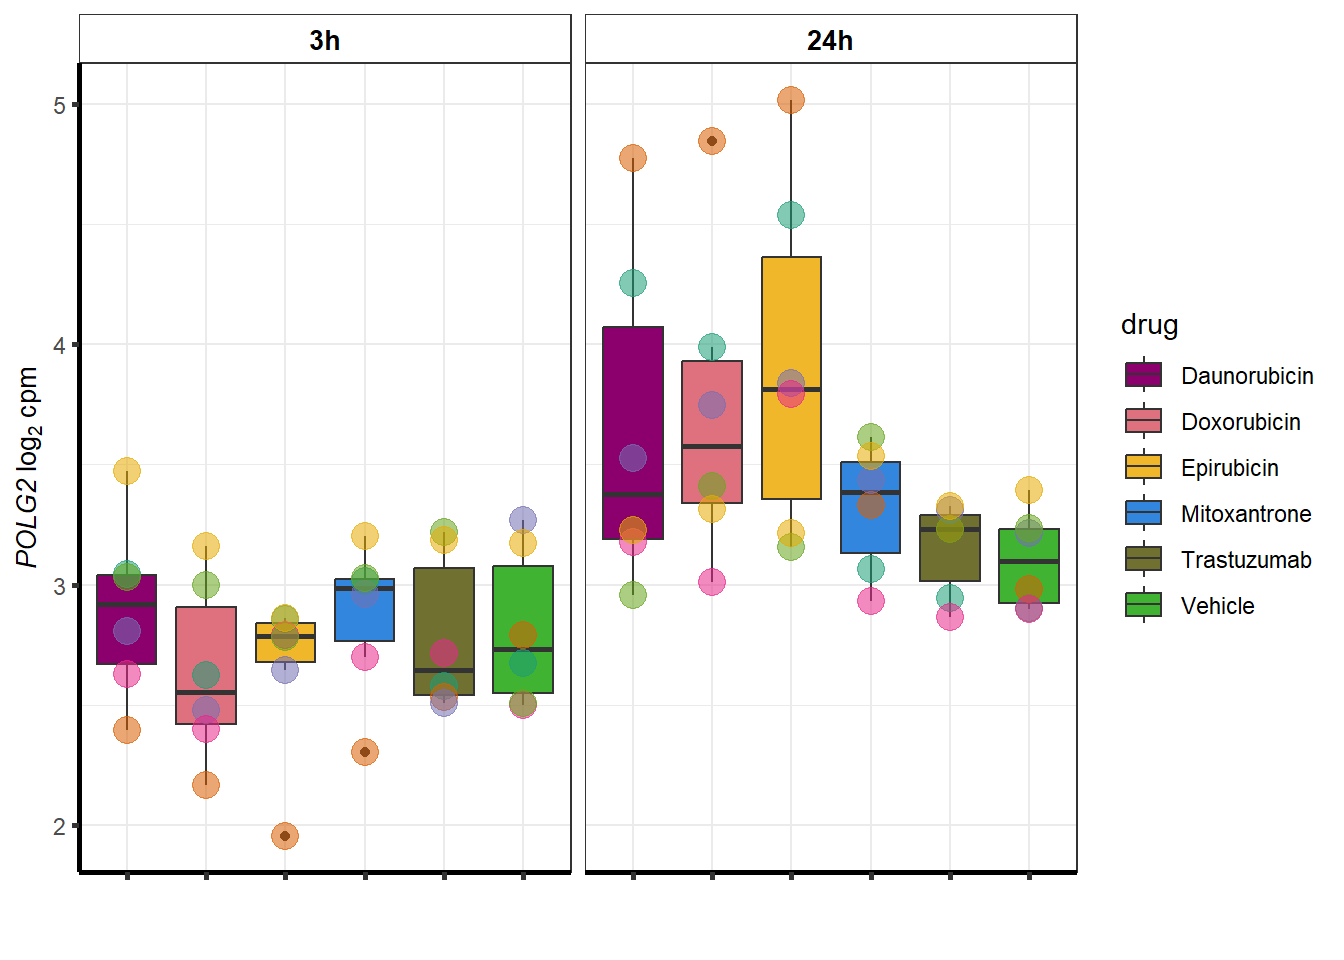 3h
24h
5
4
3
2
POLG2 log2 cpm
drug
Daunorubicin
Doxorubicin
Epirubicin
Mitoxantrone
Trastuzumab
Vehicle